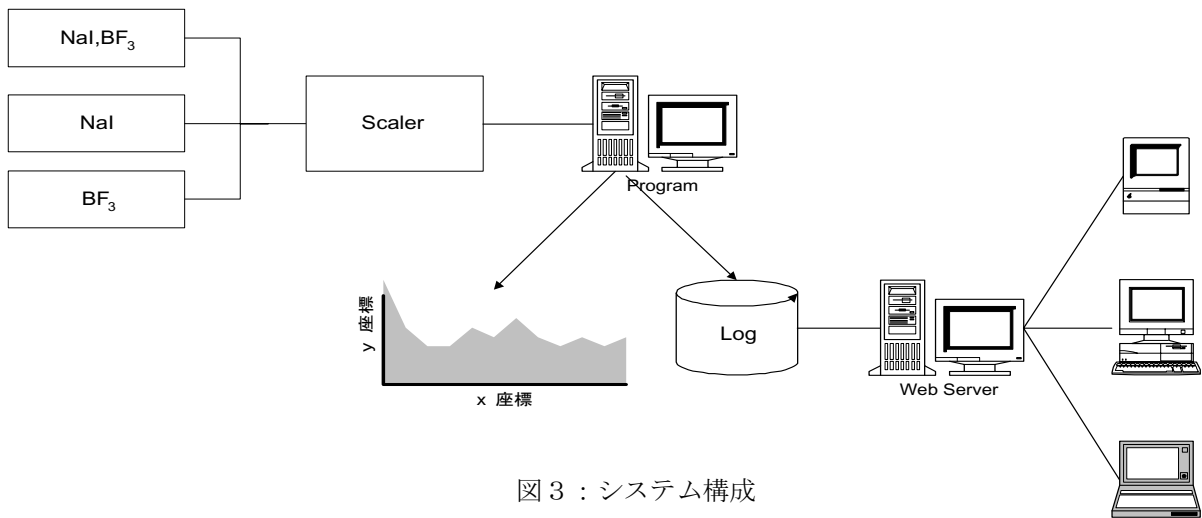 NaI,BF₃
NaI
BF₃
Scaler
Program
y 座標
x 座標
Log
Web Server
図３：システム構成